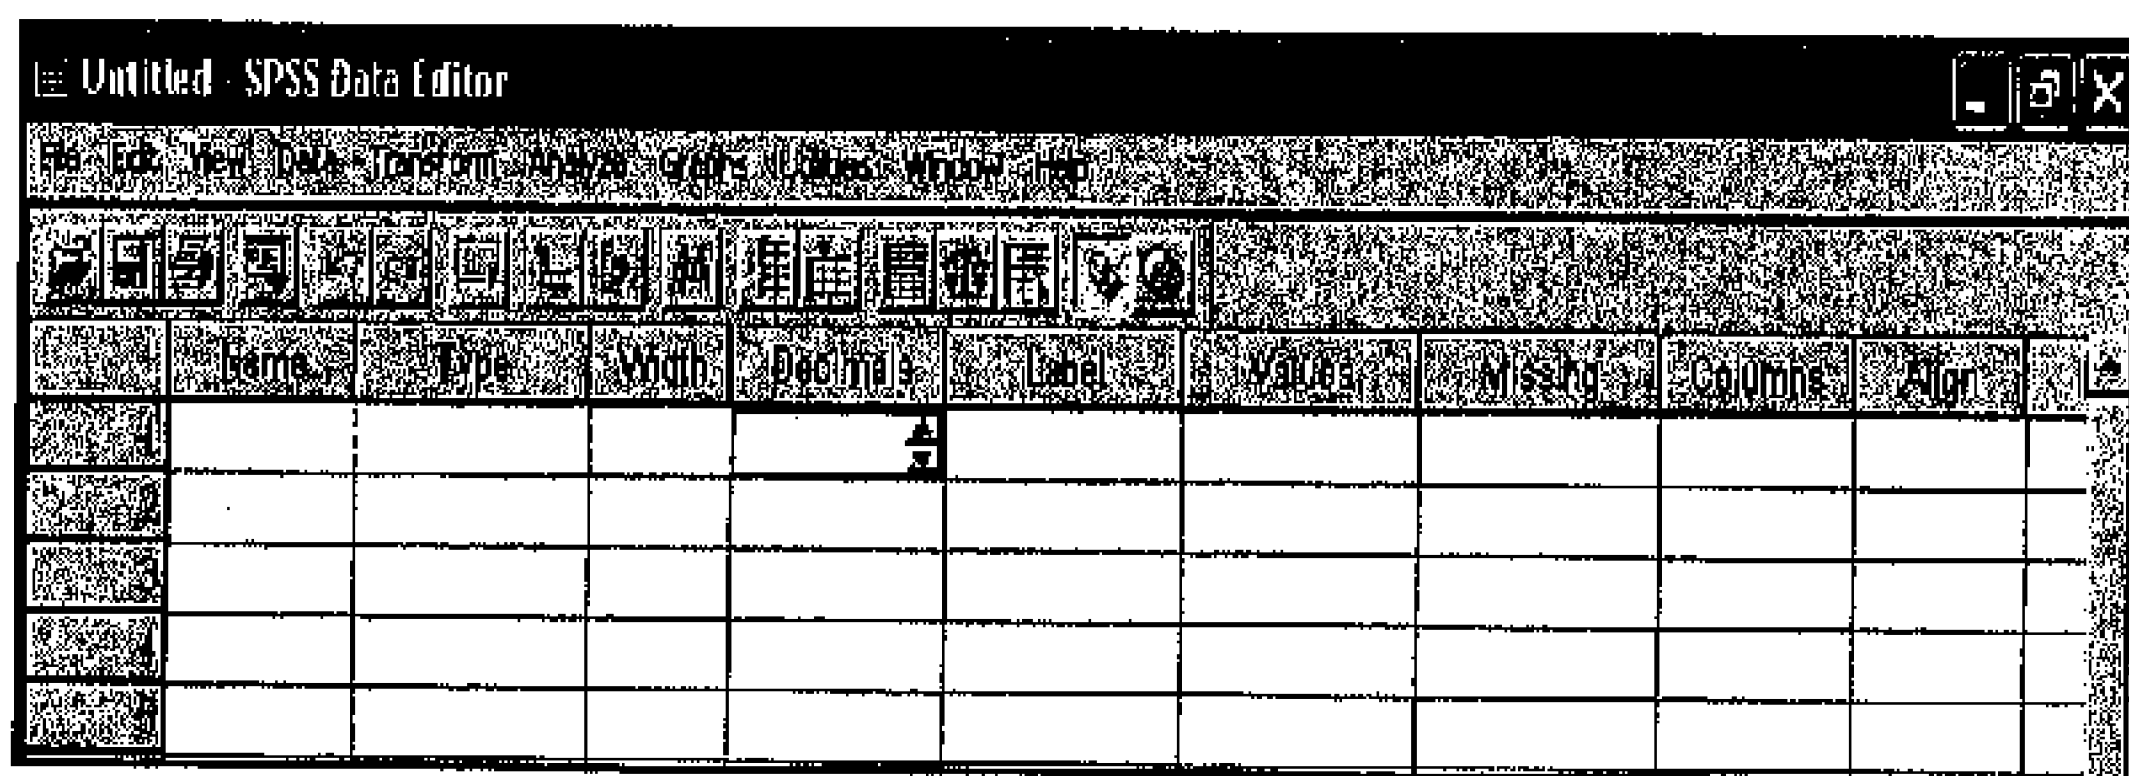 Untitled - SPSS Data Editor
File Edit View Data Transform Analyze Graphs Utilities Window Help
Name Type Width Decimals Label Values Missing Columns Align
1
2
3
4
5